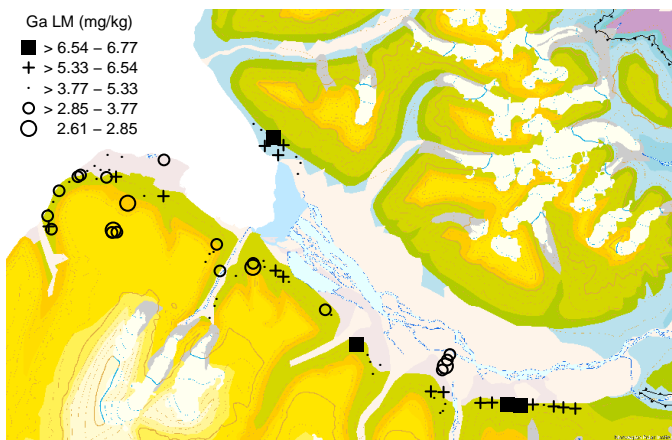 Ga LM (mg/kg)
> 6.54 – 6.77
> 5.33 – 6.54
> 3.77 – 5.33
> 2.85 – 3.77
2.61 – 2.85